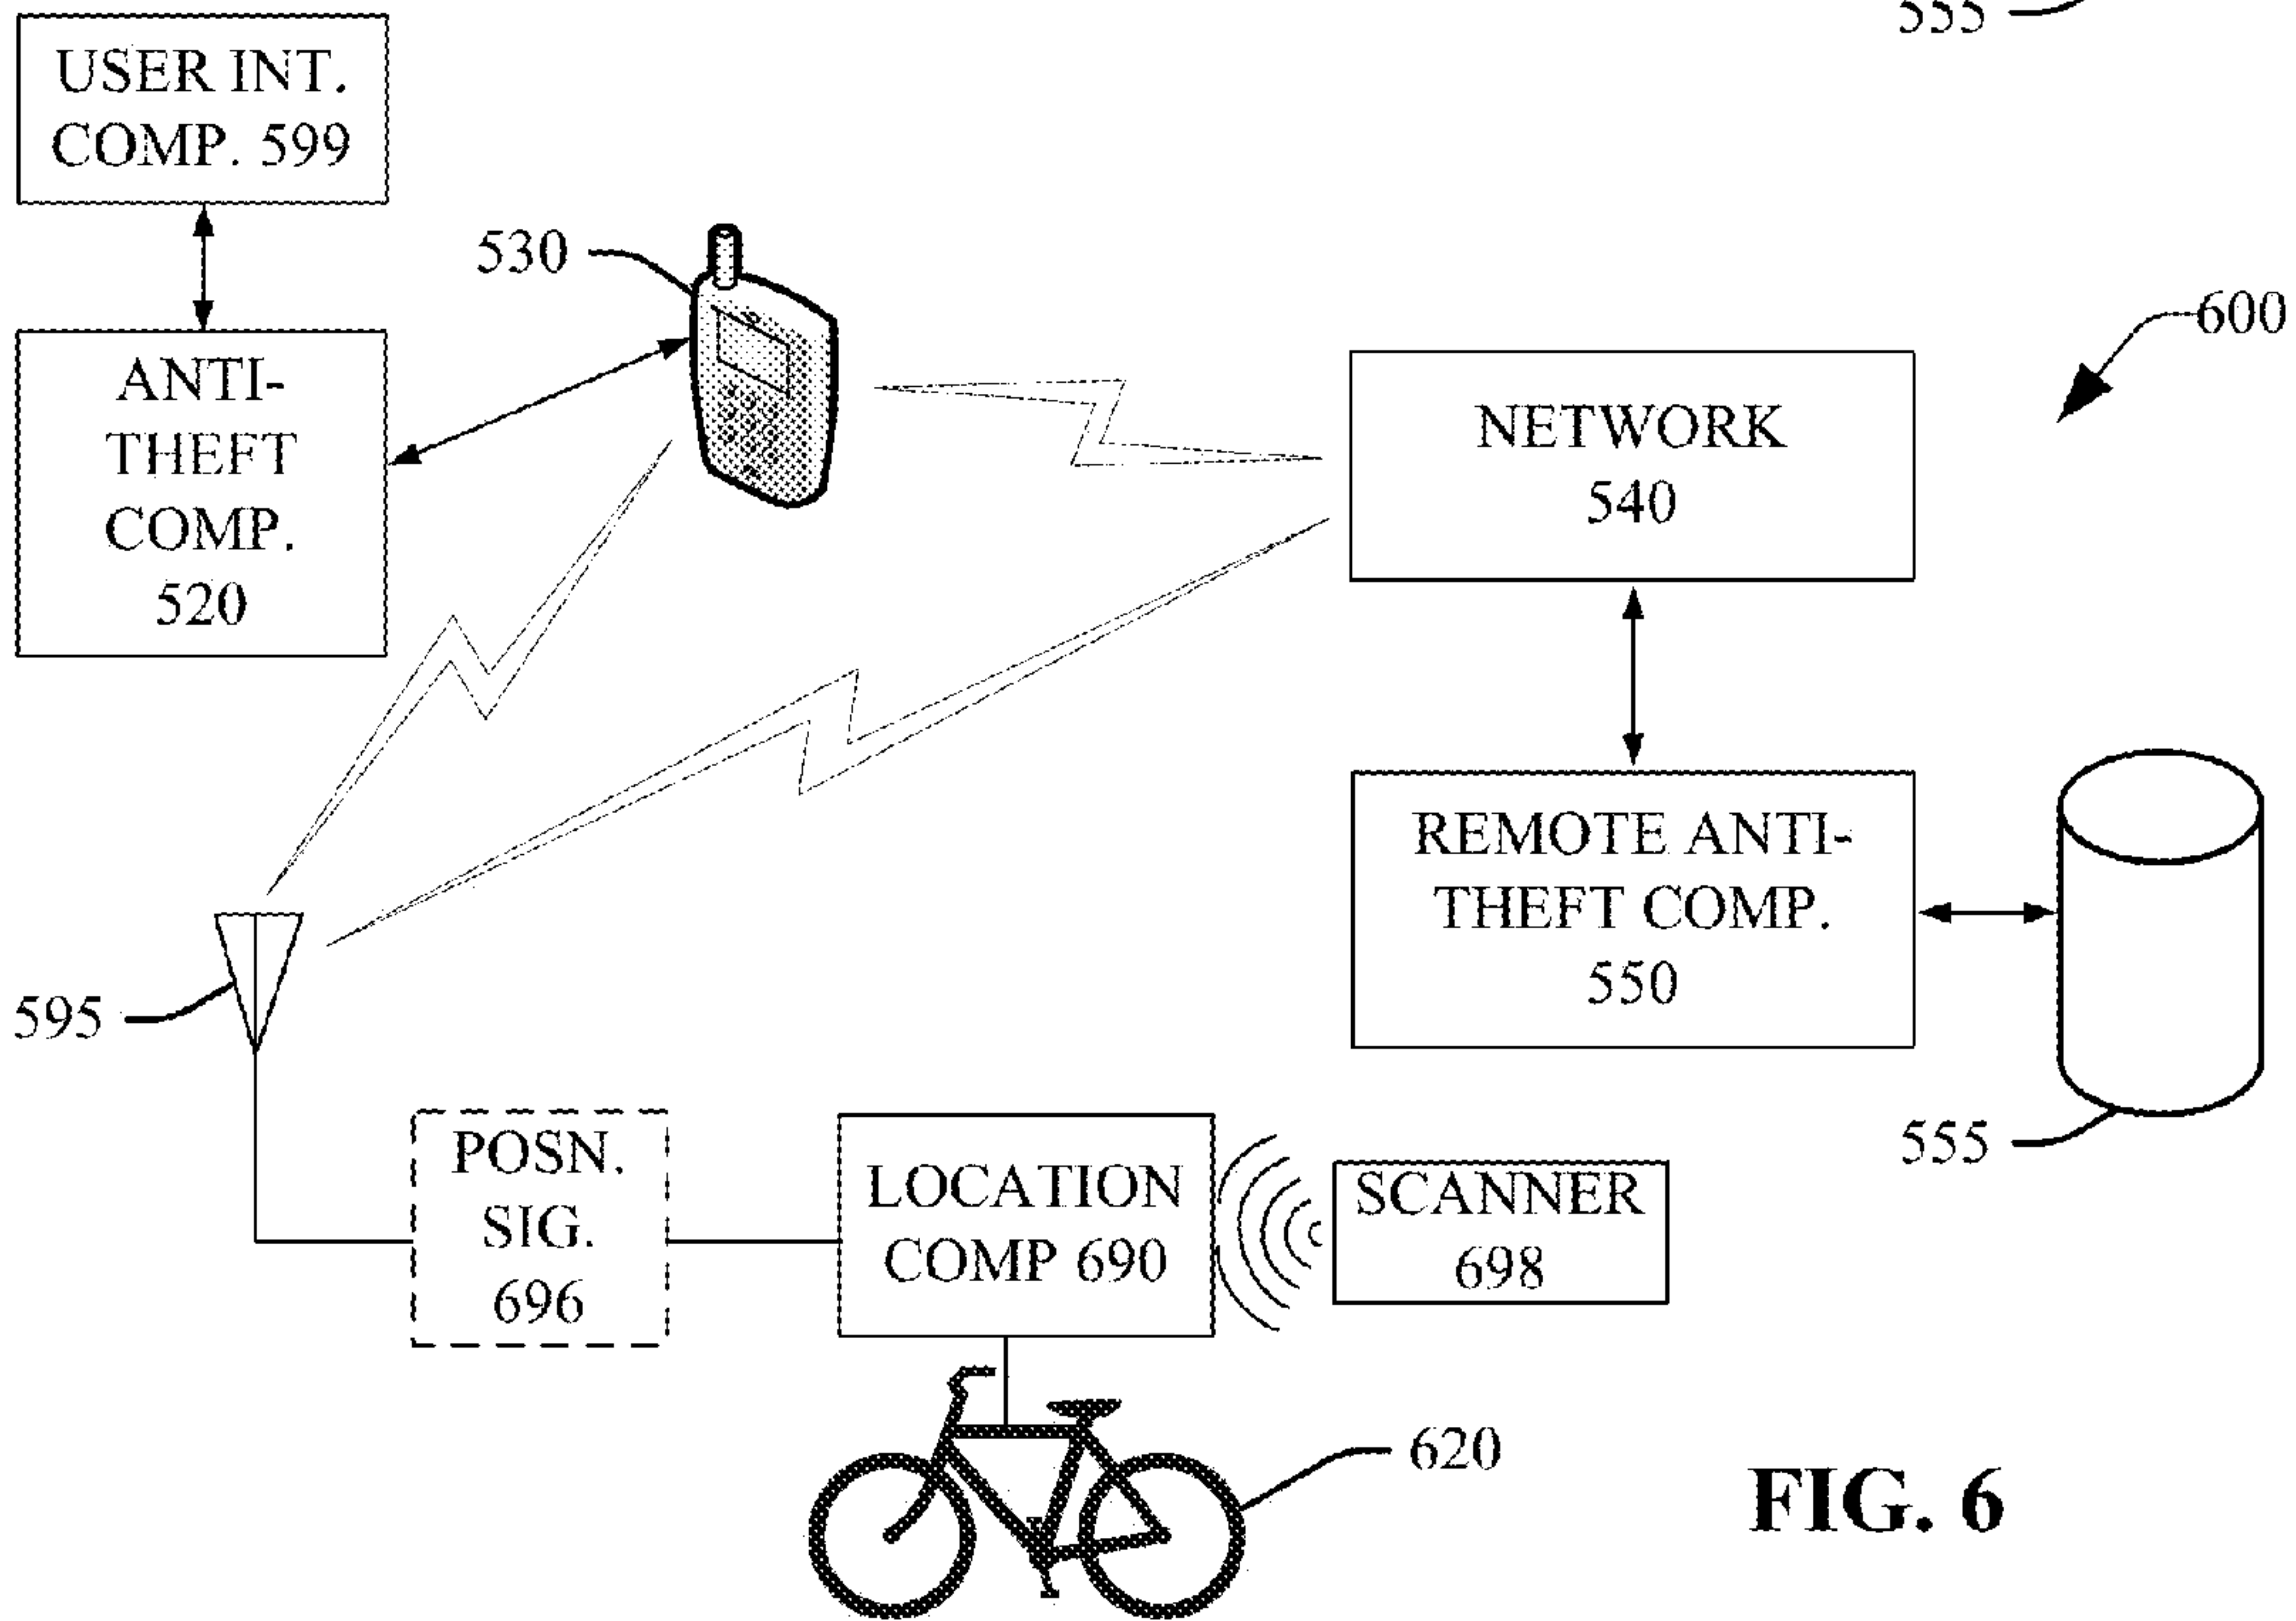 555
USER INT.
COMP. 599
530
600
ANTI-
THEFT
COMP.
520
NETWORK
540
REMOTE ANTI-
THEFT COMP.
550
595
555
POSN.
SIG.
696
LOCATION
COMP 690
SCANNER
698
620
FIG. 6